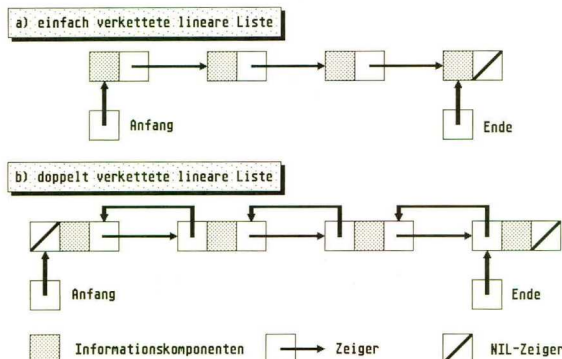 a) einfach verkettete lineare Liste
Anfang
Ende
b) doppelt verkettete lineare Liste
Anfang
Ende
Informationskomponenten
Zeiger
NIL-Zeiger